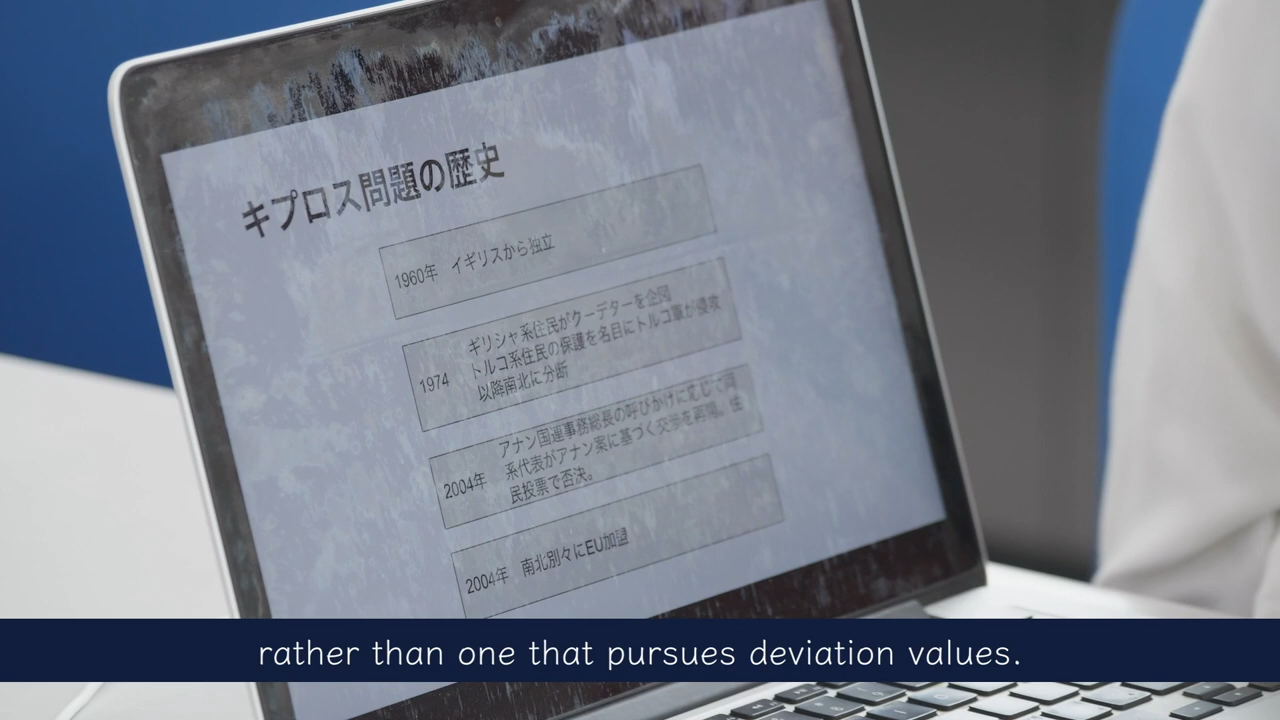 キプロス問題の歴史
1960年 イギリスから独立
1974
ギリシャ系住民がクーデターを企図
トルコ系住民の保護を名目にトルコ軍が侵攻
以降南北に分断
2004年
アナン国連事務総長の呼びかけに応じて両
系代表がアナン案に基づく交渉を再開。住
民投票で否決。
2004年 南北別々にEU加盟
rather than one that pursues deviation values.